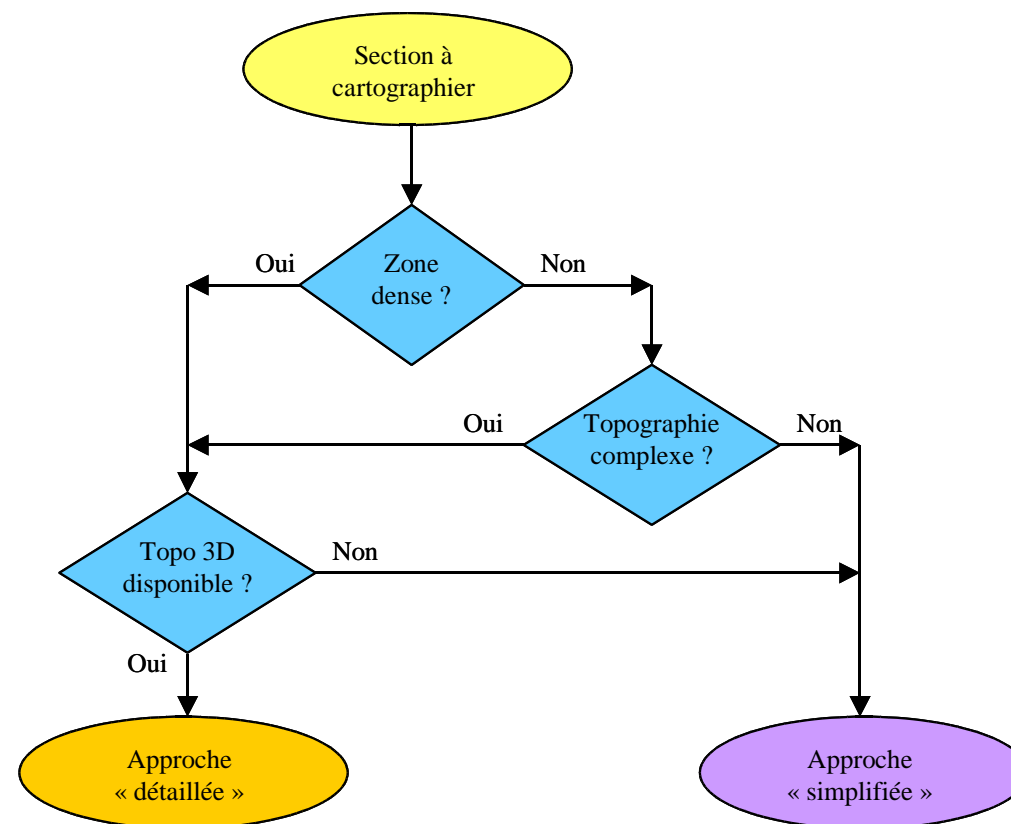 Section à
cartographier
Oui
Zone
dense ?
Non
Oui
Topographie
complexe ?
Non
Topo 3D
disponible ?
Non
Oui
Approche
« détaillée »
Approche
« simplifiée »